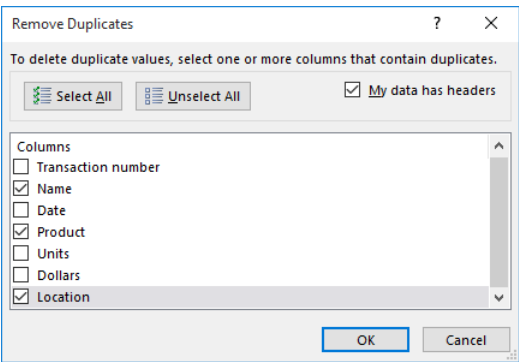 Remove Duplicates
?
To delete duplicate values, select one or more columns that contain duplicates.
Select All
Unselect All
My data has headers
Columns
Transaction number
Name
Date
Product
Units
Dollars
Location
OK
Cancel